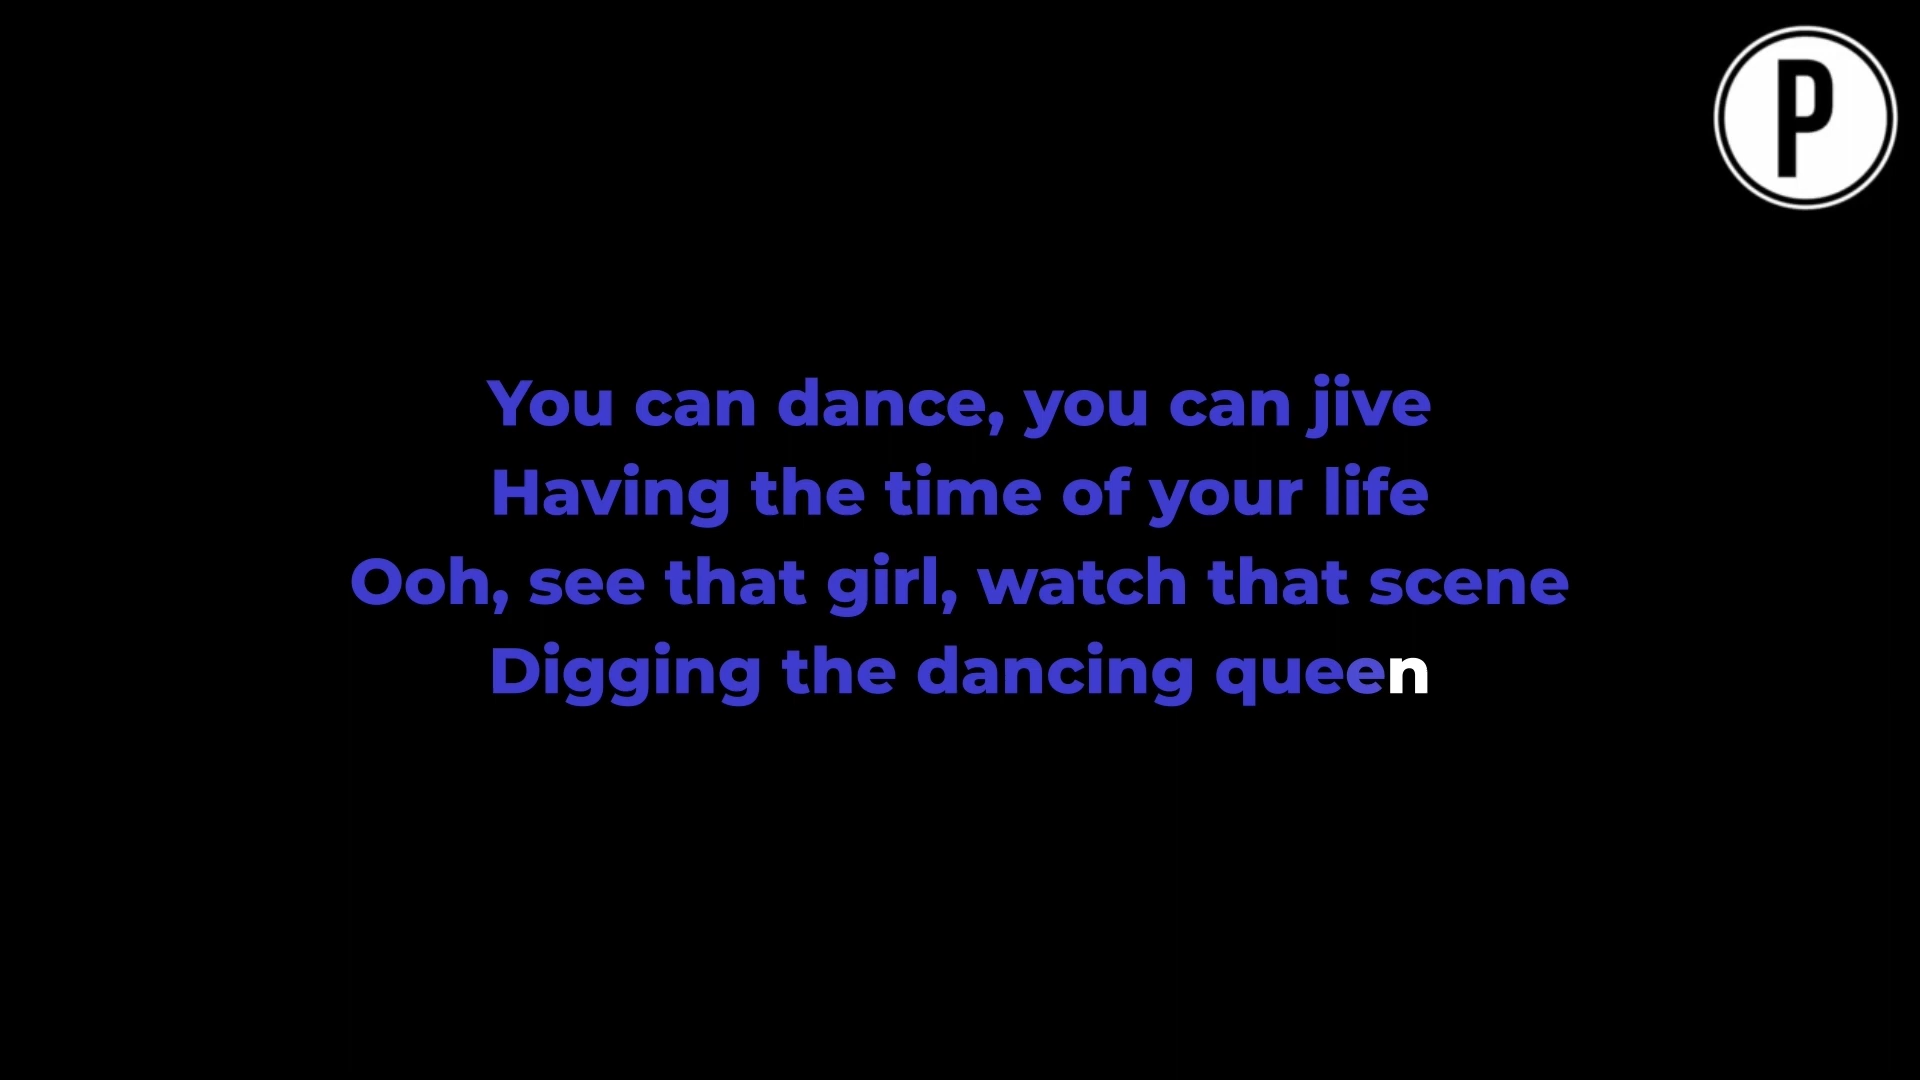 P
You can dance, you can jive
Having the time of your life
Ooh, see that girl, watch that scene
Digging the dancing queen